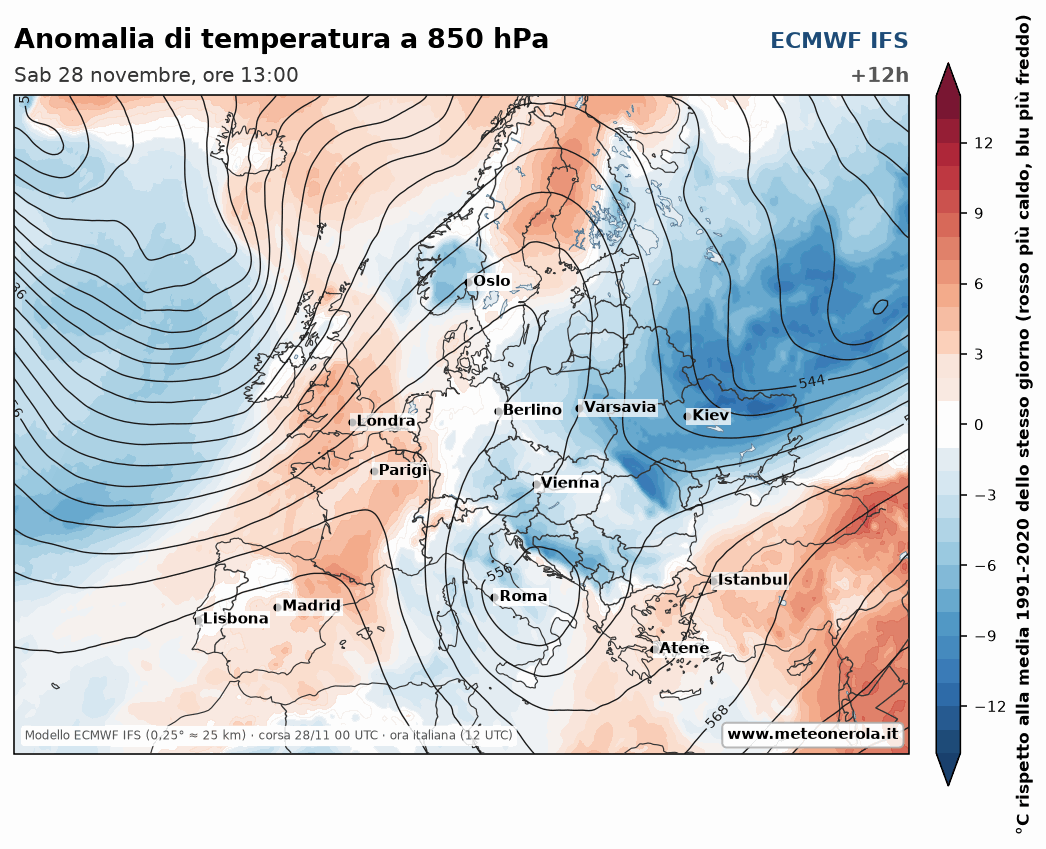 Anomalia di temperatura a 850 hPa
ECMWF IFS
Sab 28 novembre, ore 13:00
+12h
Oslo
544
Berlino
Varsavia
Kiev
Londra
Parigi
Vienna
556
Istanbul
Roma
Madrid
Lisbona
Atene
568
Modello ECMWF IFS (0,25° ≈ 25 km) · corsa 28/11 00 UTC · ora italiana (12 UTC)
www.meteonerola.it
12
9
6
3
0
−3
−6
−9
−12
°C rispetto alla media 1991-2020 dello stesso giorno (rosso più caldo, blu più freddo)